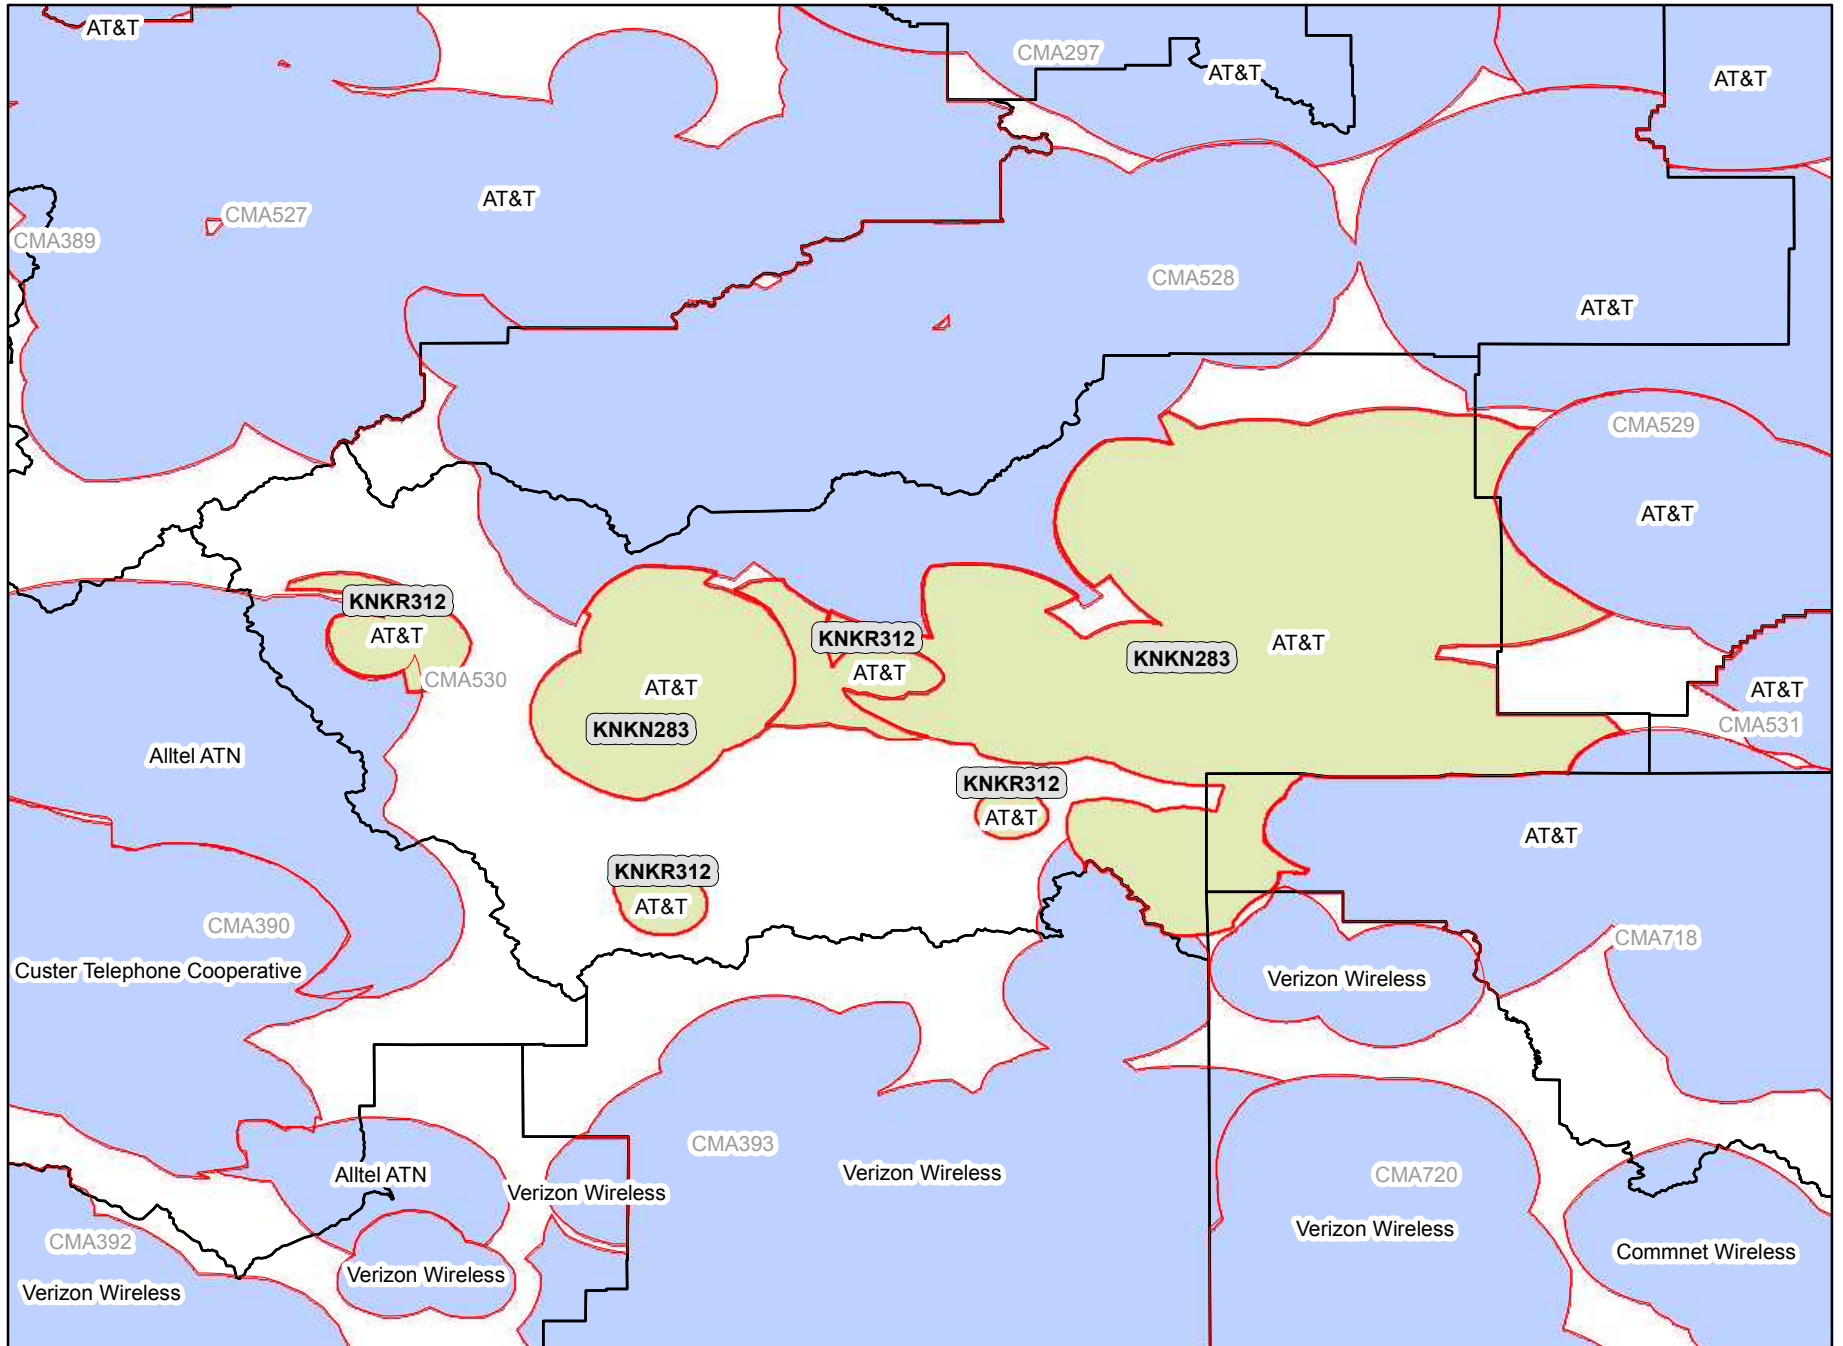 AT&T
CMA297
AT&T
AT&T
AT&T
CMA527
CMA389
CMA528
AT&T
CMA529
AT&T
KNKR312
AT&T
KNKR312
AT&T
KNKN283
AT&T
CMA530
AT&T
KNKN283
AT&T
CMA531
Alltel ATN
KNKR312
AT&T
AT&T
KNKR312
AT&T
CMA390
CMA718
Custer Telephone Cooperative
Verizon Wireless
CMA393
Verizon Wireless
CMA720
Alltel ATN
Verizon Wireless
Verizon Wireless
CMA392
Commnet Wireless
Verizon Wireless
Verizon Wireless